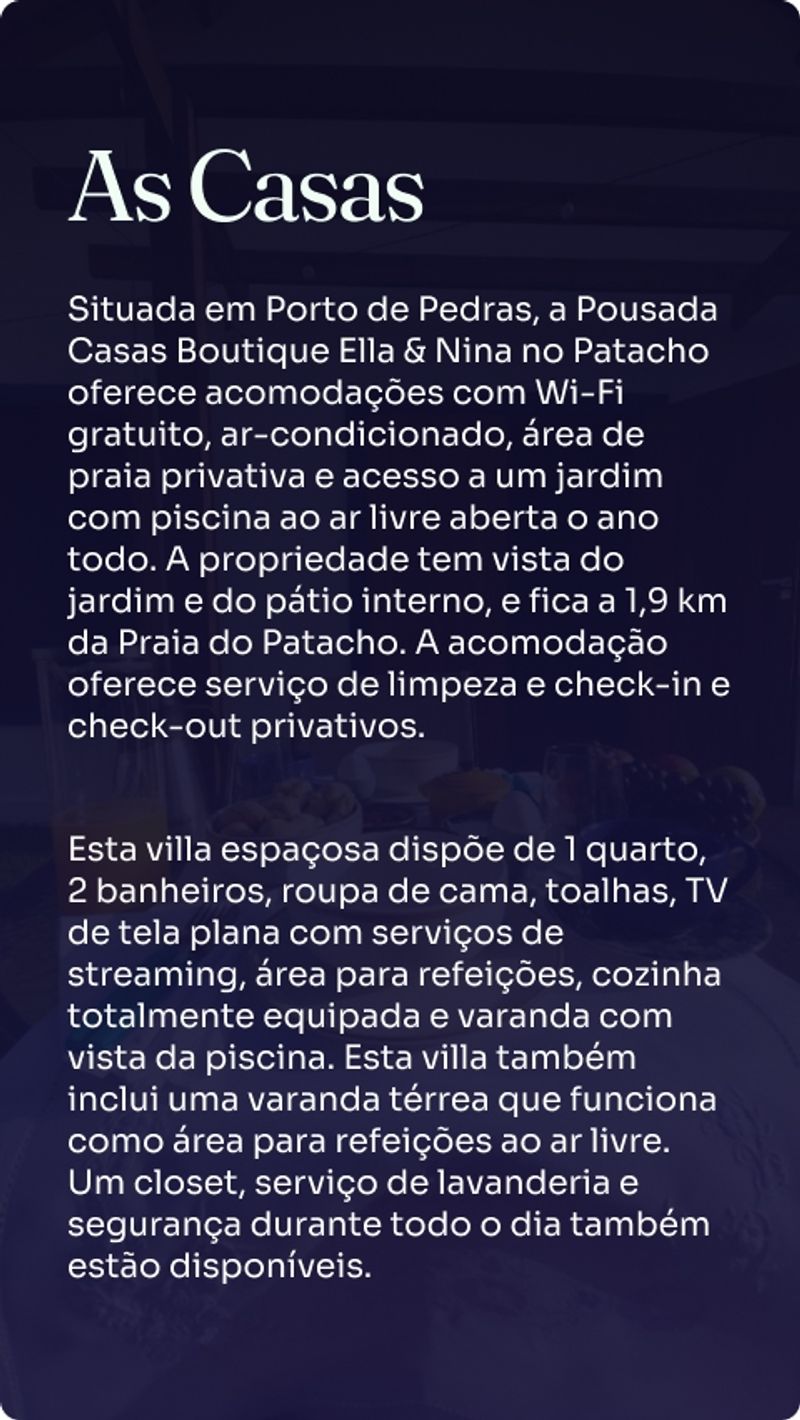 As Casas
Situada em Porto de Pedras, a Pousada
Casas Boutique Ella & Nina no Patacho
oferece acomodações com Wi-Fi
gratuito, ar-condicionado, área de
praia privativa e acesso a um jardim
com piscina ao ar livre aberta o ano
todo. A propriedade tem vista do
jardim e do pátio interno, e fica a 1,9 km
da Praia do Patacho. A acomodação
oferece serviço de limpeza e check-in e
check-out privativos.
Esta villa espaçosa dispõe de 1 quarto,
2 banheiros, roupa de cama, toalhas, TV
de tela plana com serviços de
streaming, área para refeições, cozinha
totalmente equipada e varanda com
vista da piscina. Esta villa também
inclui uma varanda térrea que funciona
como área para refeições ao ar livre.
Um closet, serviço de lavanderia e
segurança durante todo o dia também
estão disponíveis.